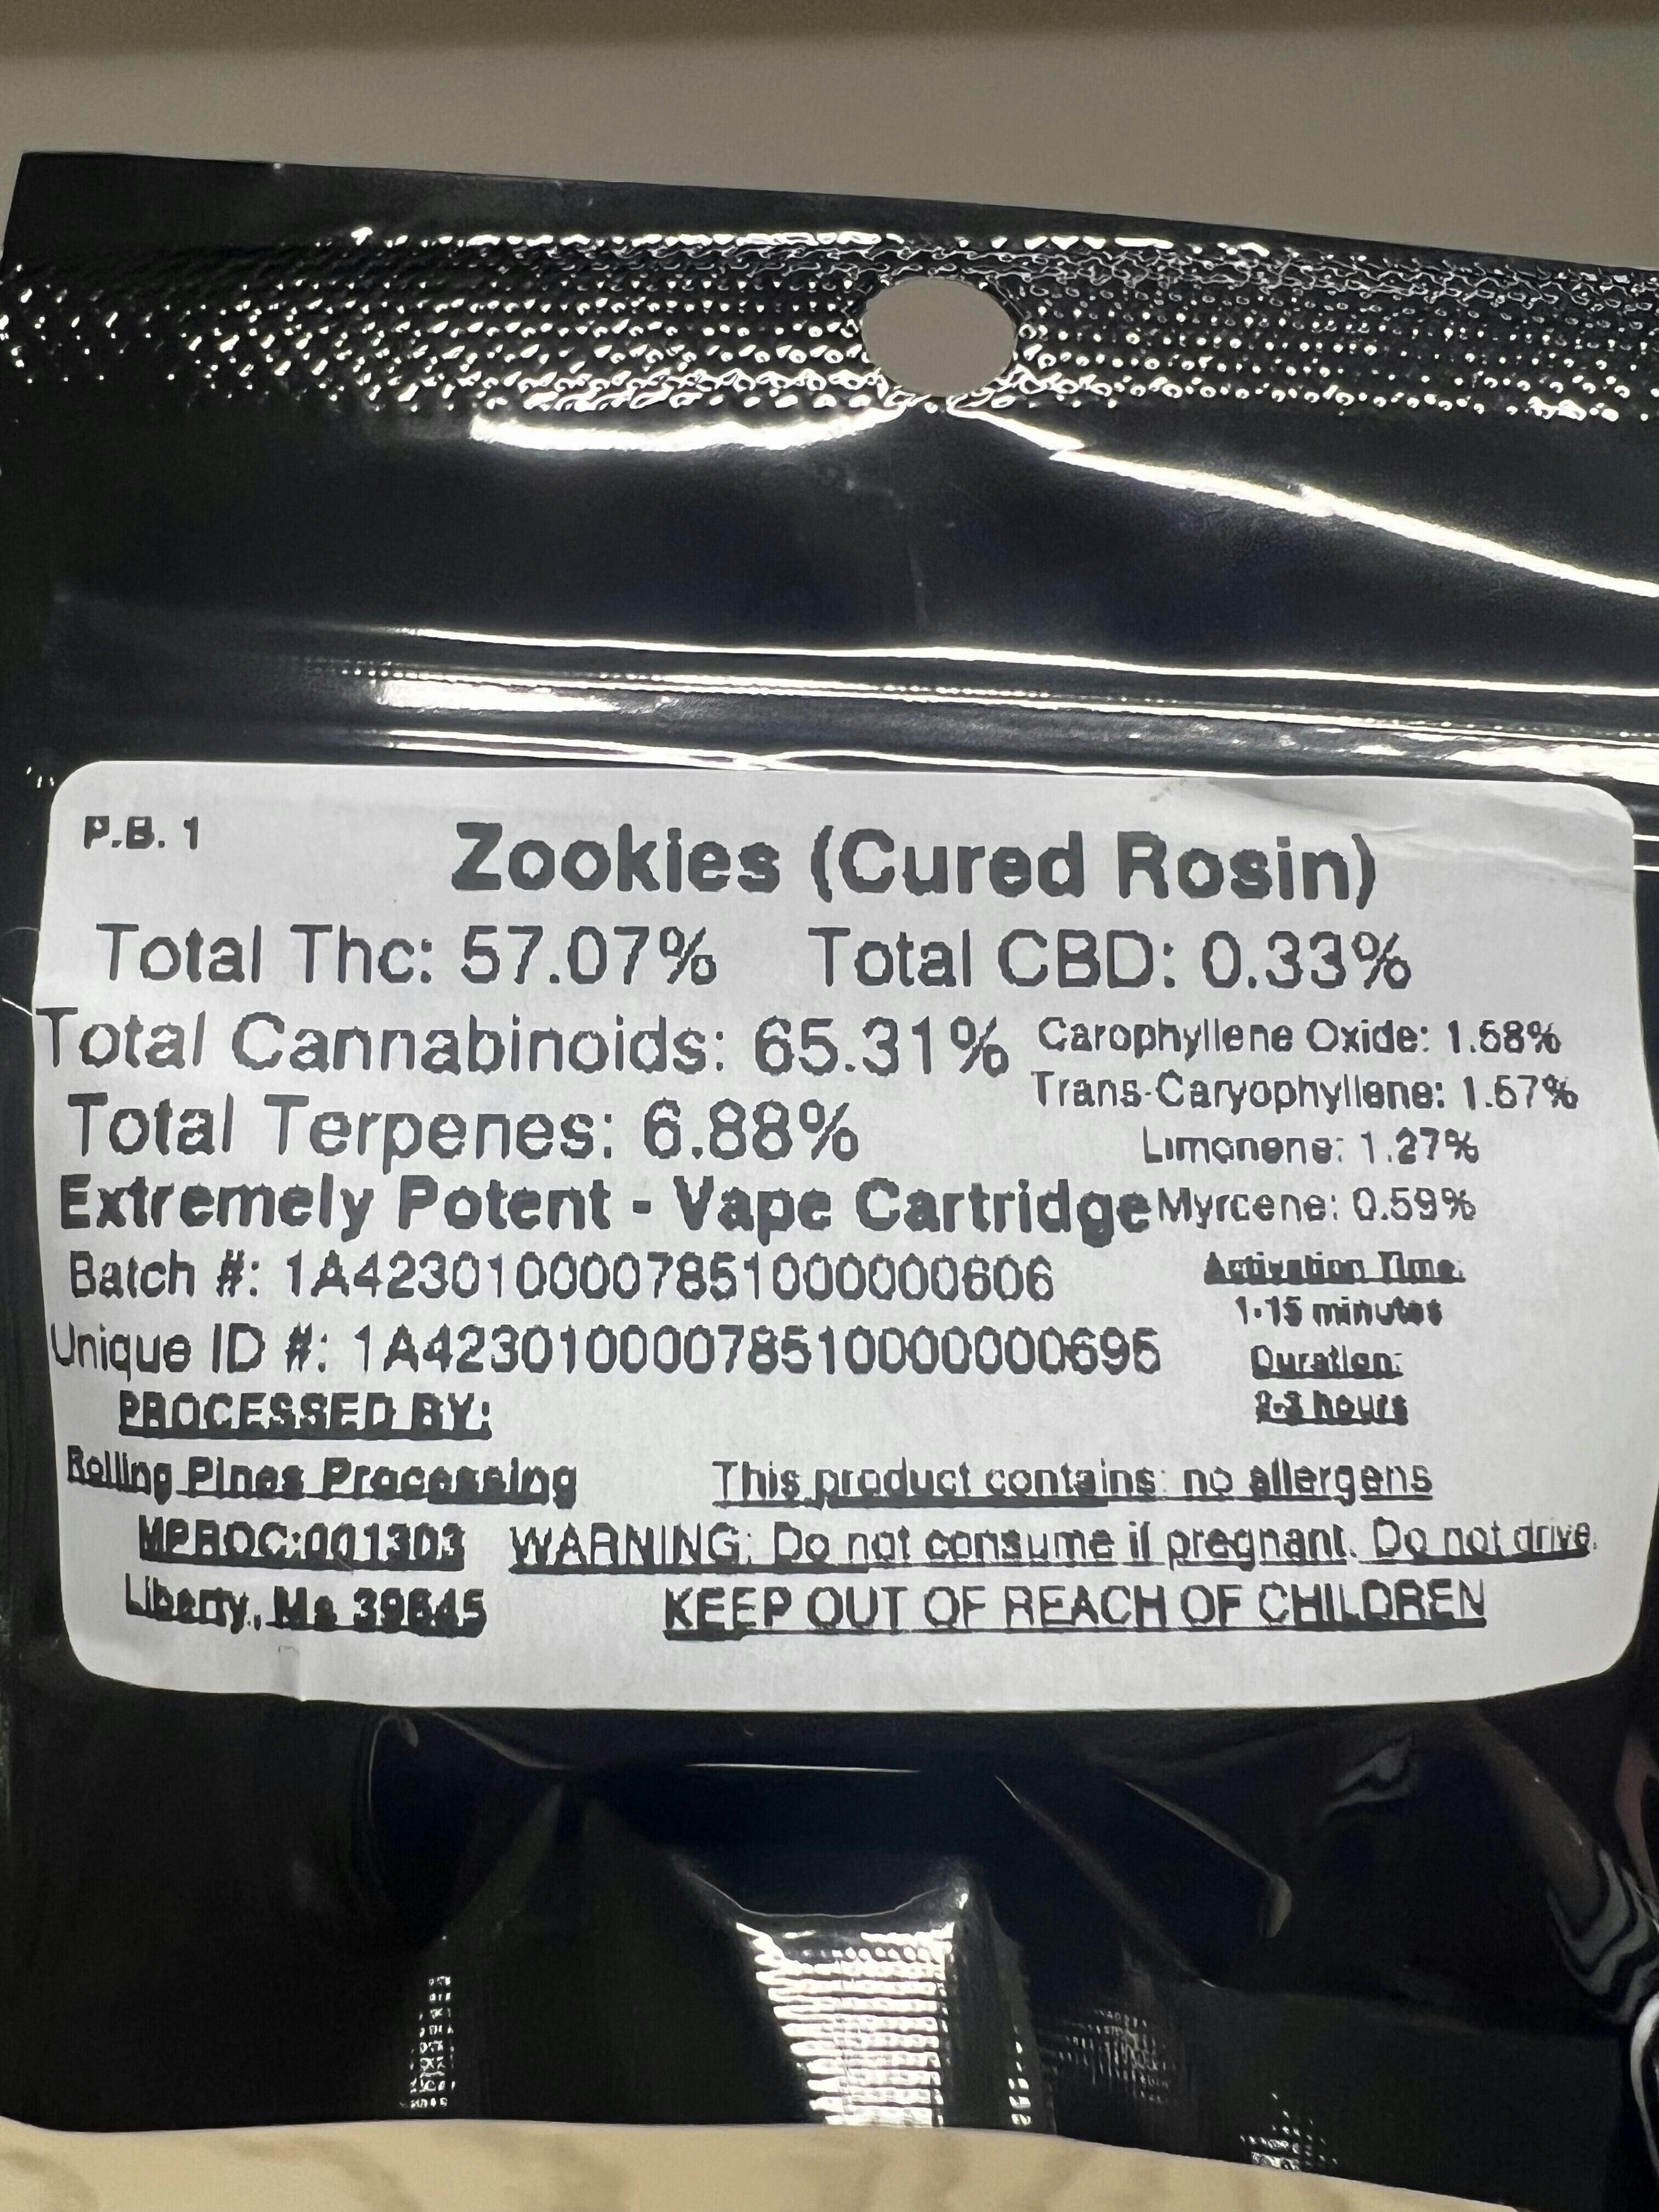 P.B. 1
Zookies (Cured Rosin)
Total Thc: 57.07% Total CBD: 0.33%
Total Cannabinoids: 65.31%
Carophyllene Oxide: 1.68%
Trans-Caryophyllene: 1.67%
Total Terpenes: 6.88%
Limonene: 1.27%
Extremely Potent - Vape Cartridge
Myrcene: 0.59%
Batch #: 1A4230100007851000000606
Activation Time:
1-15 minutes
Unique ID #: 1A42301000078510000000695
Duration:
2-3 hours
PROCESSED BY:
Rolling Pines Processing
This product contains: no allergens
MPROC:001303
WARNING: Do not consume if pregnant. Do not drive.
Liberty, Ms 39645
KEEP OUT OF REACH OF CHILDREN